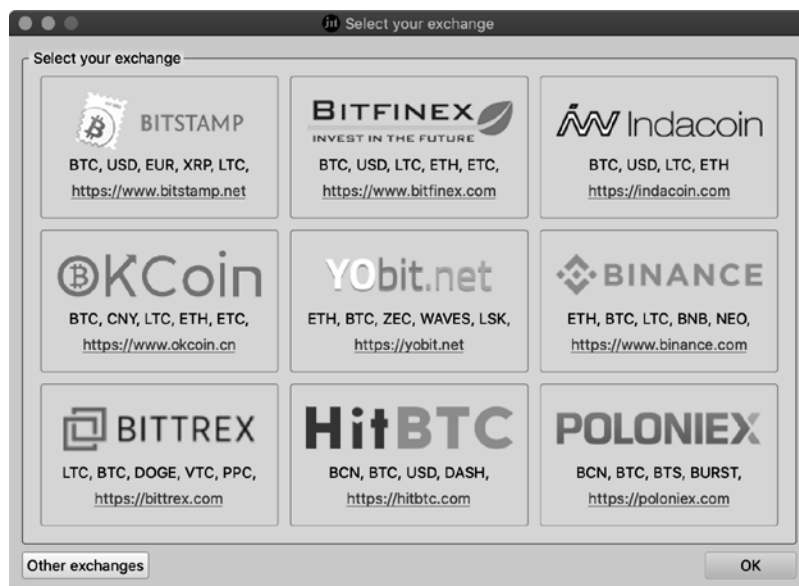 jmt Select your exchange
Select your exchange
BITSTAMP
BTC, USD, EUR, XRP, LTC,
https://www.bitstamp.net
BITFINEX
INVEST IN THE FUTURE
BTC, USD, LTC, ETH, ETC,
https://www.bitfinex.com
Indacoin
BTC, USD, LTC, ETH
https://indacoin.com
OKCoin
BTC, CNY, LTC, ETH, ETC,
https://www.okcoin.cn
YObit.net
ETH, BTC, ZEC, WAVES, LSK,
https://yobit.net
BINANCE
ETH, BTC, LTC, BNB, NEO,
https://www.binance.com
BITTREX
LTC, BTC, DOGE, VTC, PPC,
https://bittrex.com
HitBTC
BCN, BTC, USD, DASH,
https://hitbtc.com
POLONIEX
BCN, BTC, BTS, BURST,
https://poloniex.com
Other exchanges
OK